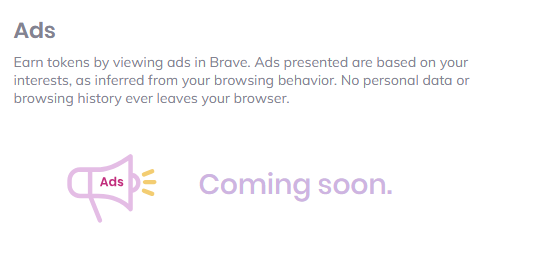 Ads
Earn tokens by viewing ads in Brave. Ads presented are based on your
interests, as inferred from your browsing behavior. No personal data or
browsing history ever leaves your browser.
Ads
Coming soon.